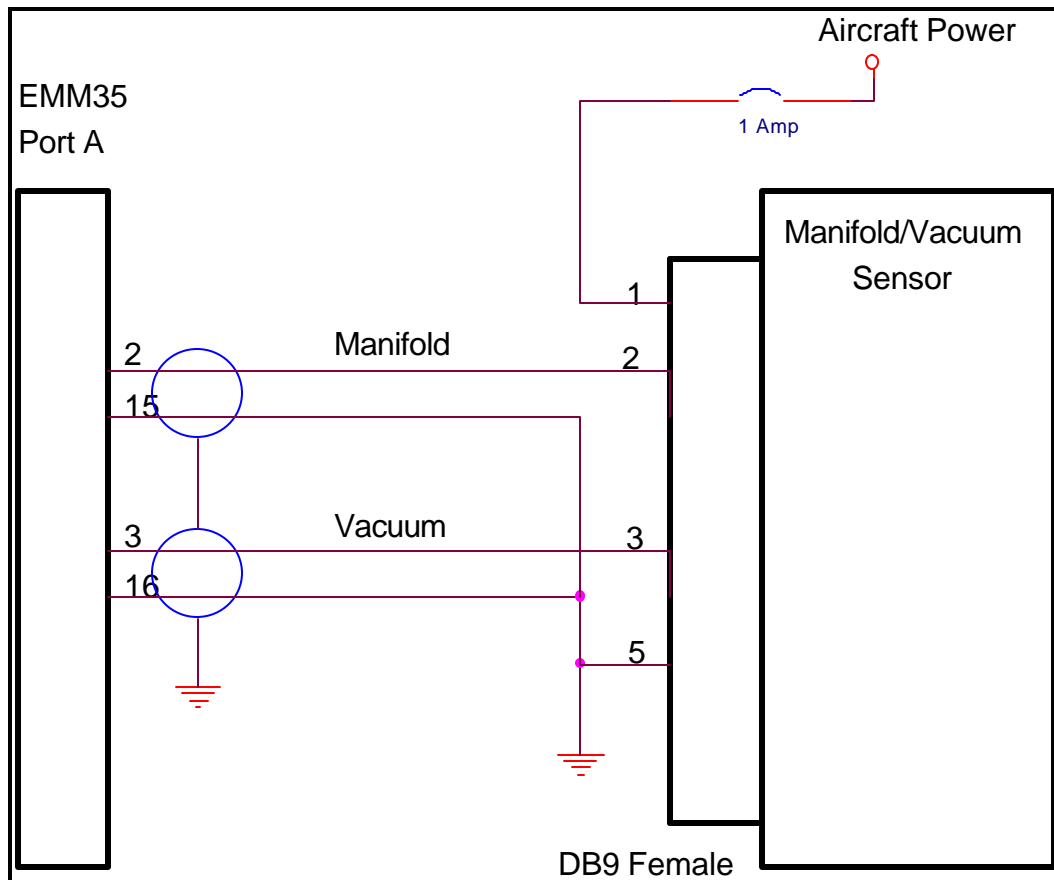 Aircraft Power
EMM35
Port A
1 Amp
Manifold/Vacuum
Sensor
1
2
Manifold
2
15
3
Vacuum
3
16
5
DB9 Female